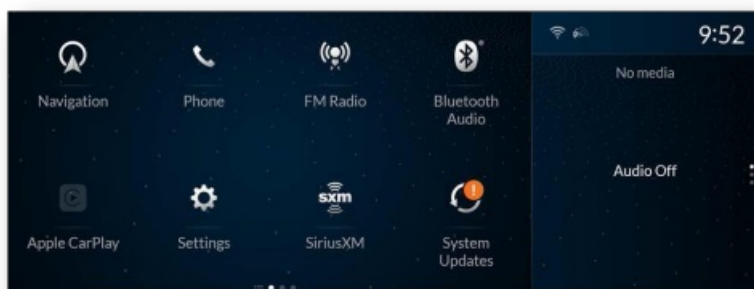 9:52
Navigation
Phone
FM Radio
Bluetooth
Audio
No media
Audio Off
Apple CarPlay
Settings
sxm
SiriusXM
System
Updates